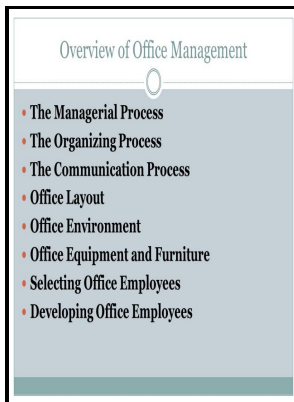 Overview of Office Management
• The Managerial Process
• The Organizing Process
• The Communication Process
• Office Layout
• Office Environment
• Office Equipment and Furniture
• Selecting Office Employees
• Developing Office Employees